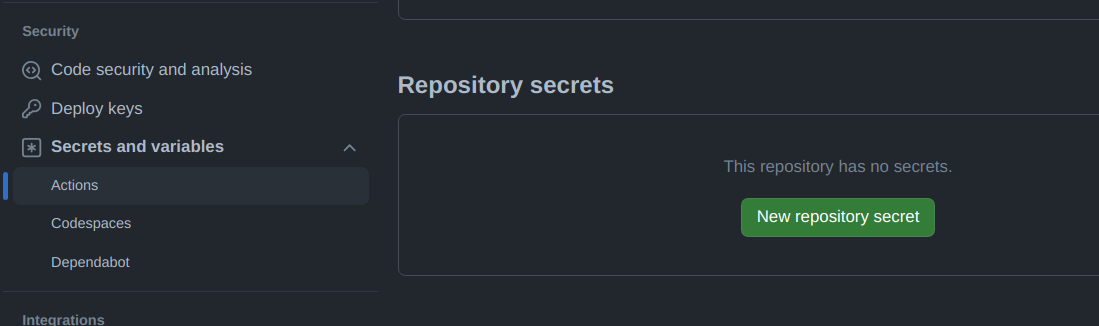 Security
Code security and analysis
Deploy keys
Secrets and variables
Actions
Codespaces
Dependabot
Integrations
Repository secrets
This repository has no secrets.
New repository secret